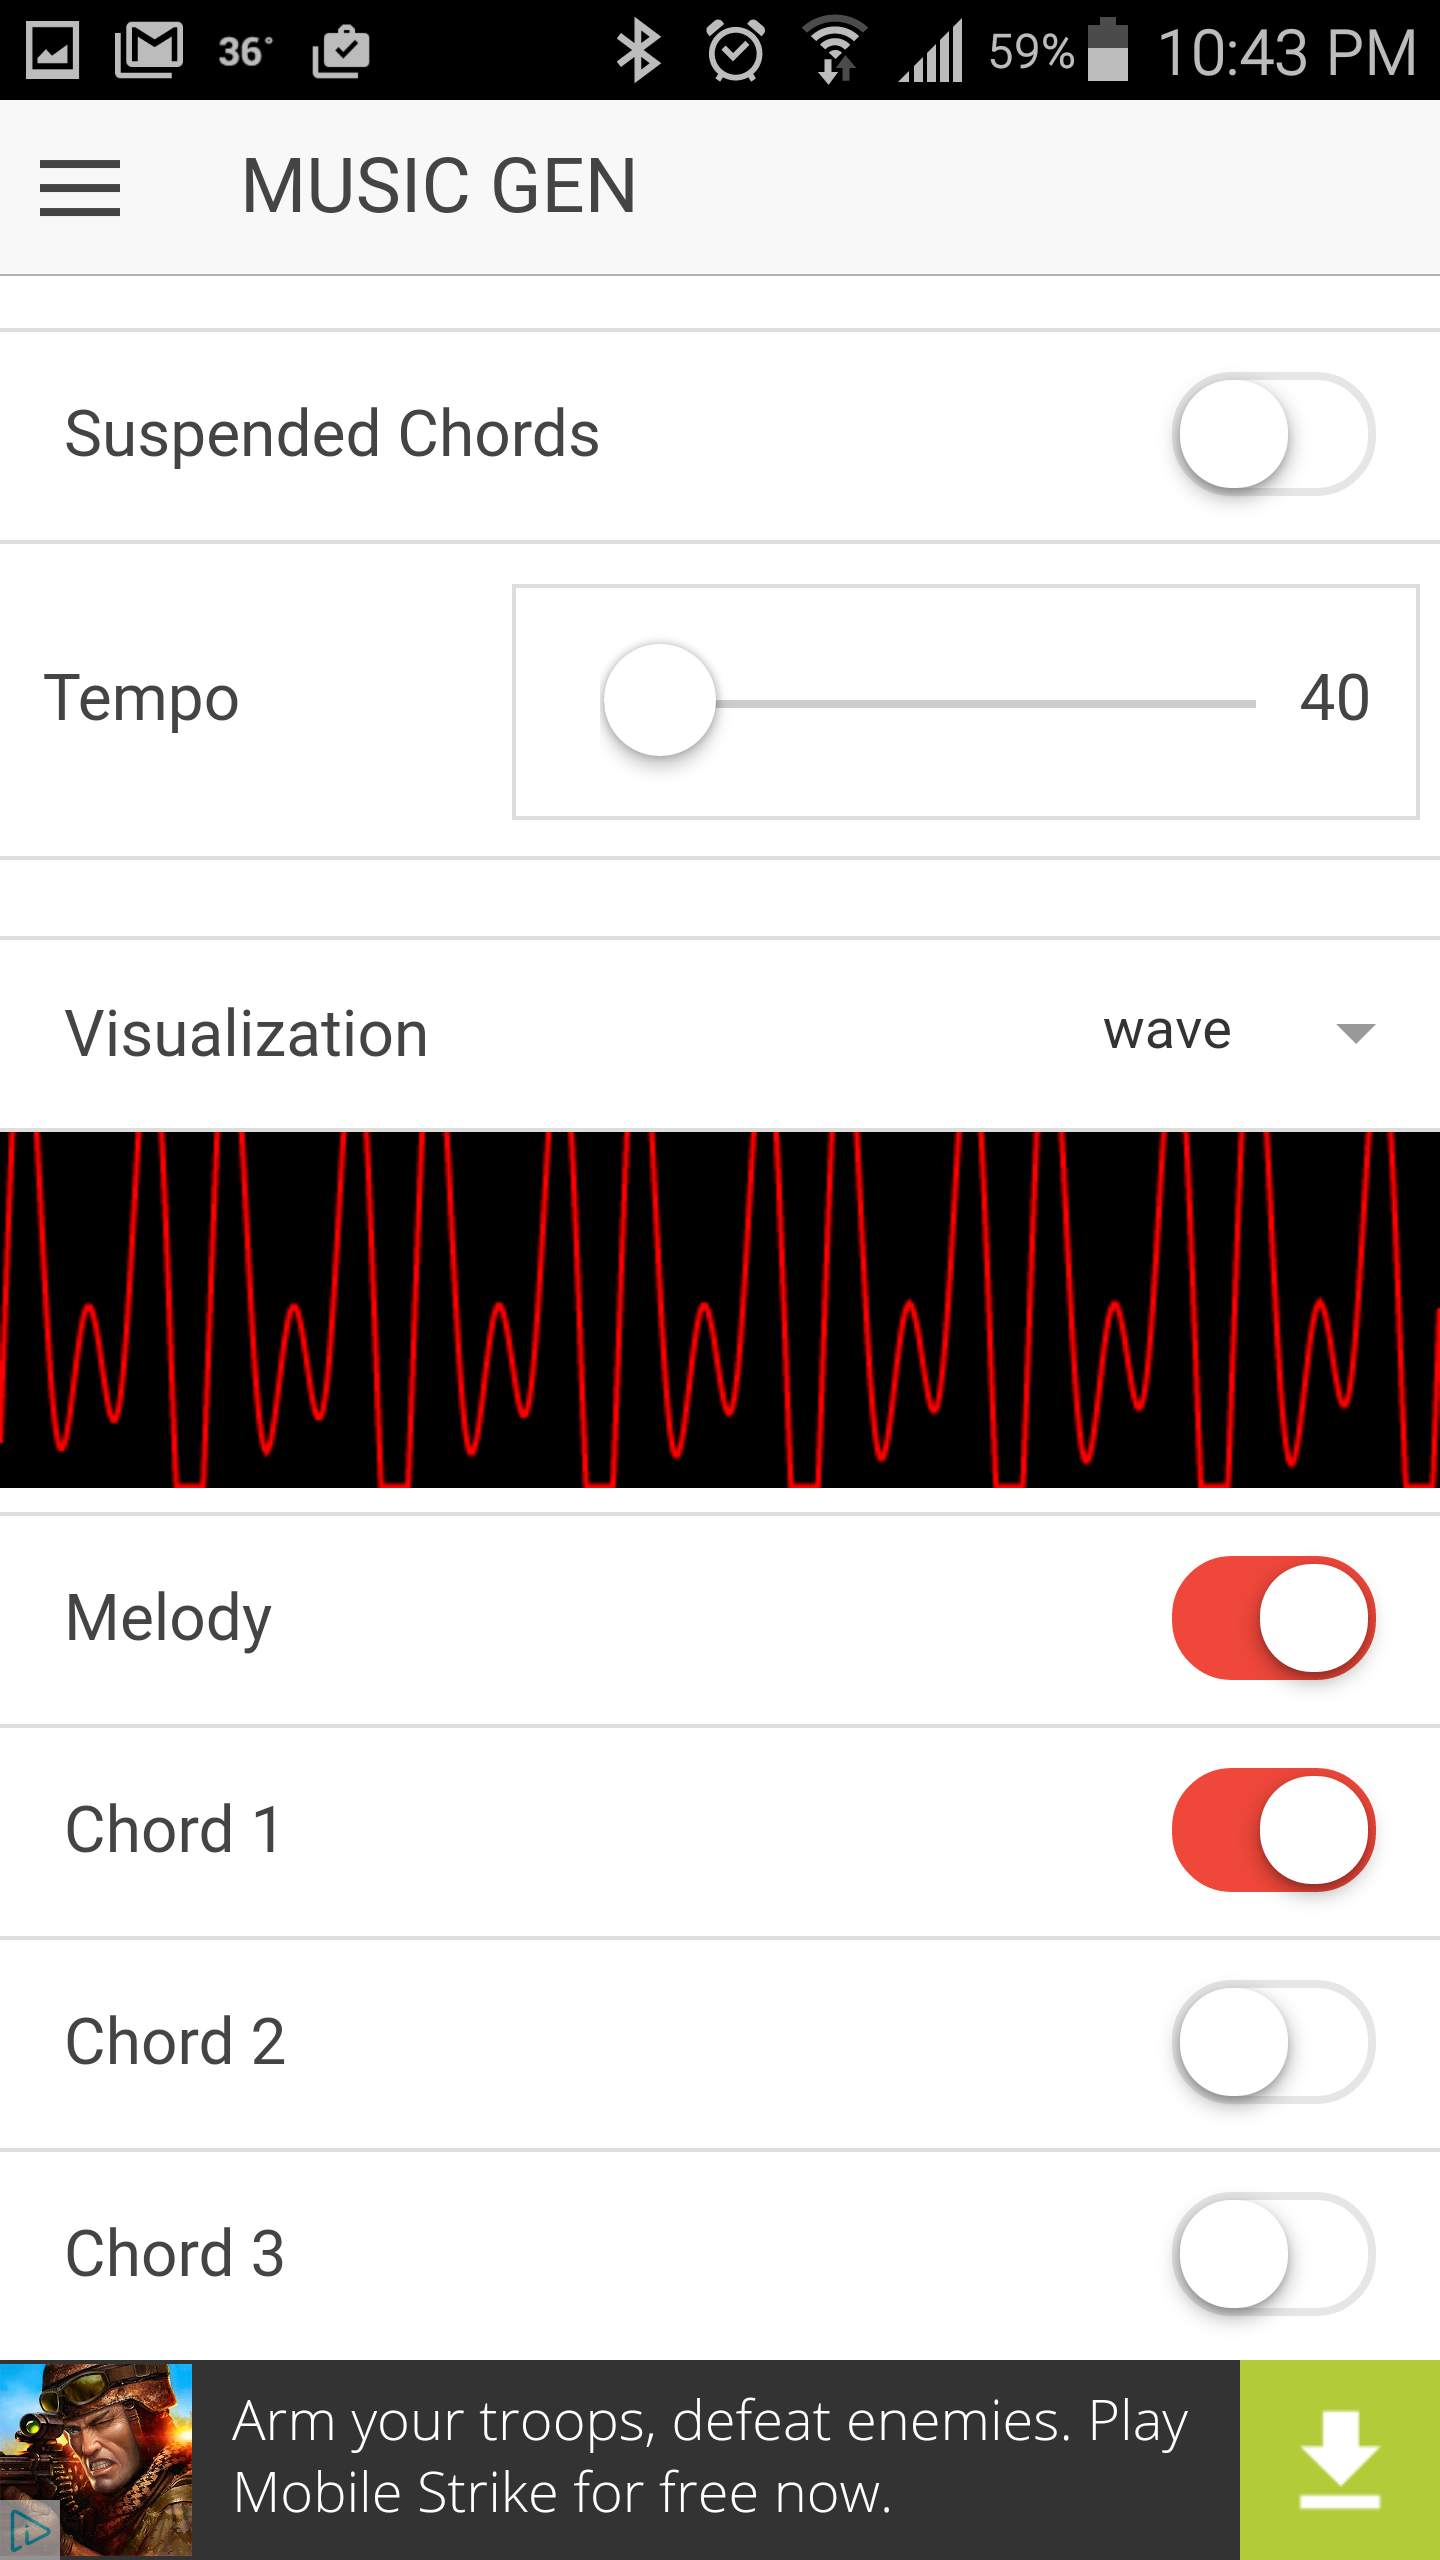 36° 59% 10:43 PM
MUSIC GEN
Suspended Chords
Tempo 40
Visualization wave
Melody
Chord 1
Chord 2
Chord 3
Arm your troops, defeat enemies. Play
Mobile Strike for free now.